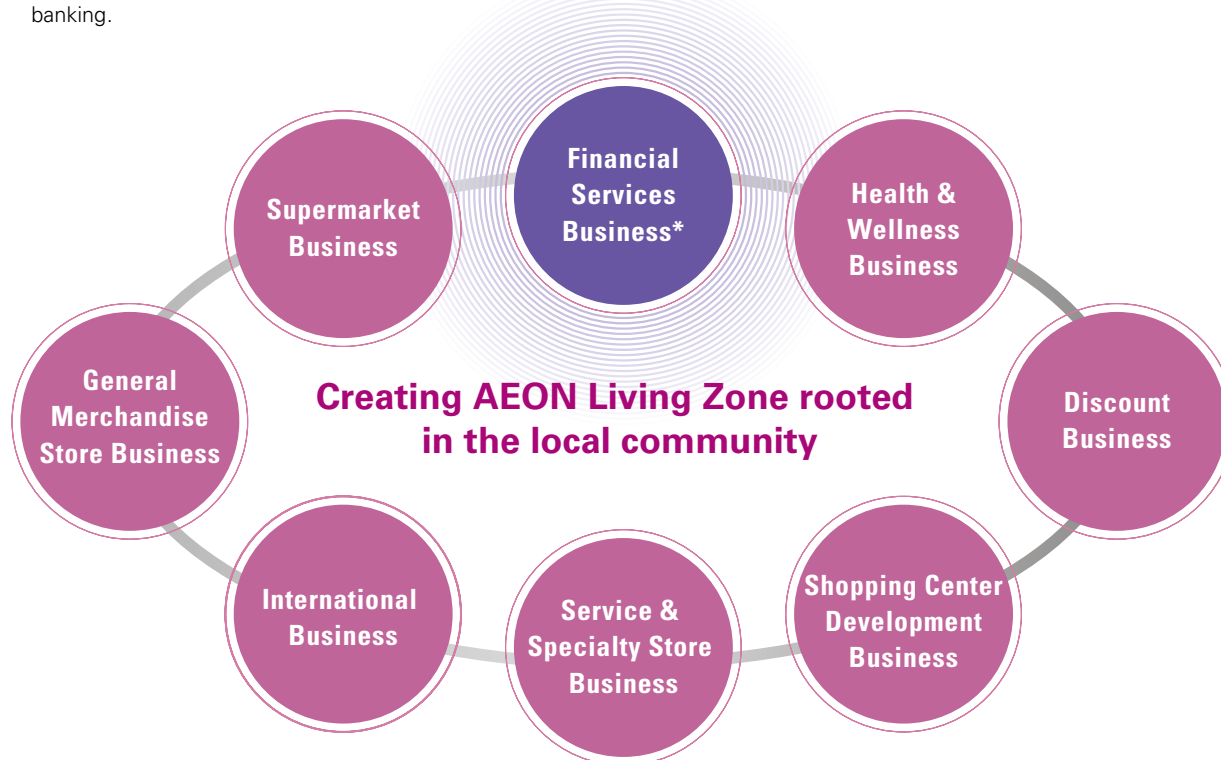 banking.
Financial
Services
Business*
Supermarket
Business
Health &
Wellness
Business
General
Merchandise
Store Business
Creating AEON Living Zone rooted
in the local community
Discount
Business
International
Business
Service &
Specialty Store
Business
Shopping Center
Development
Business